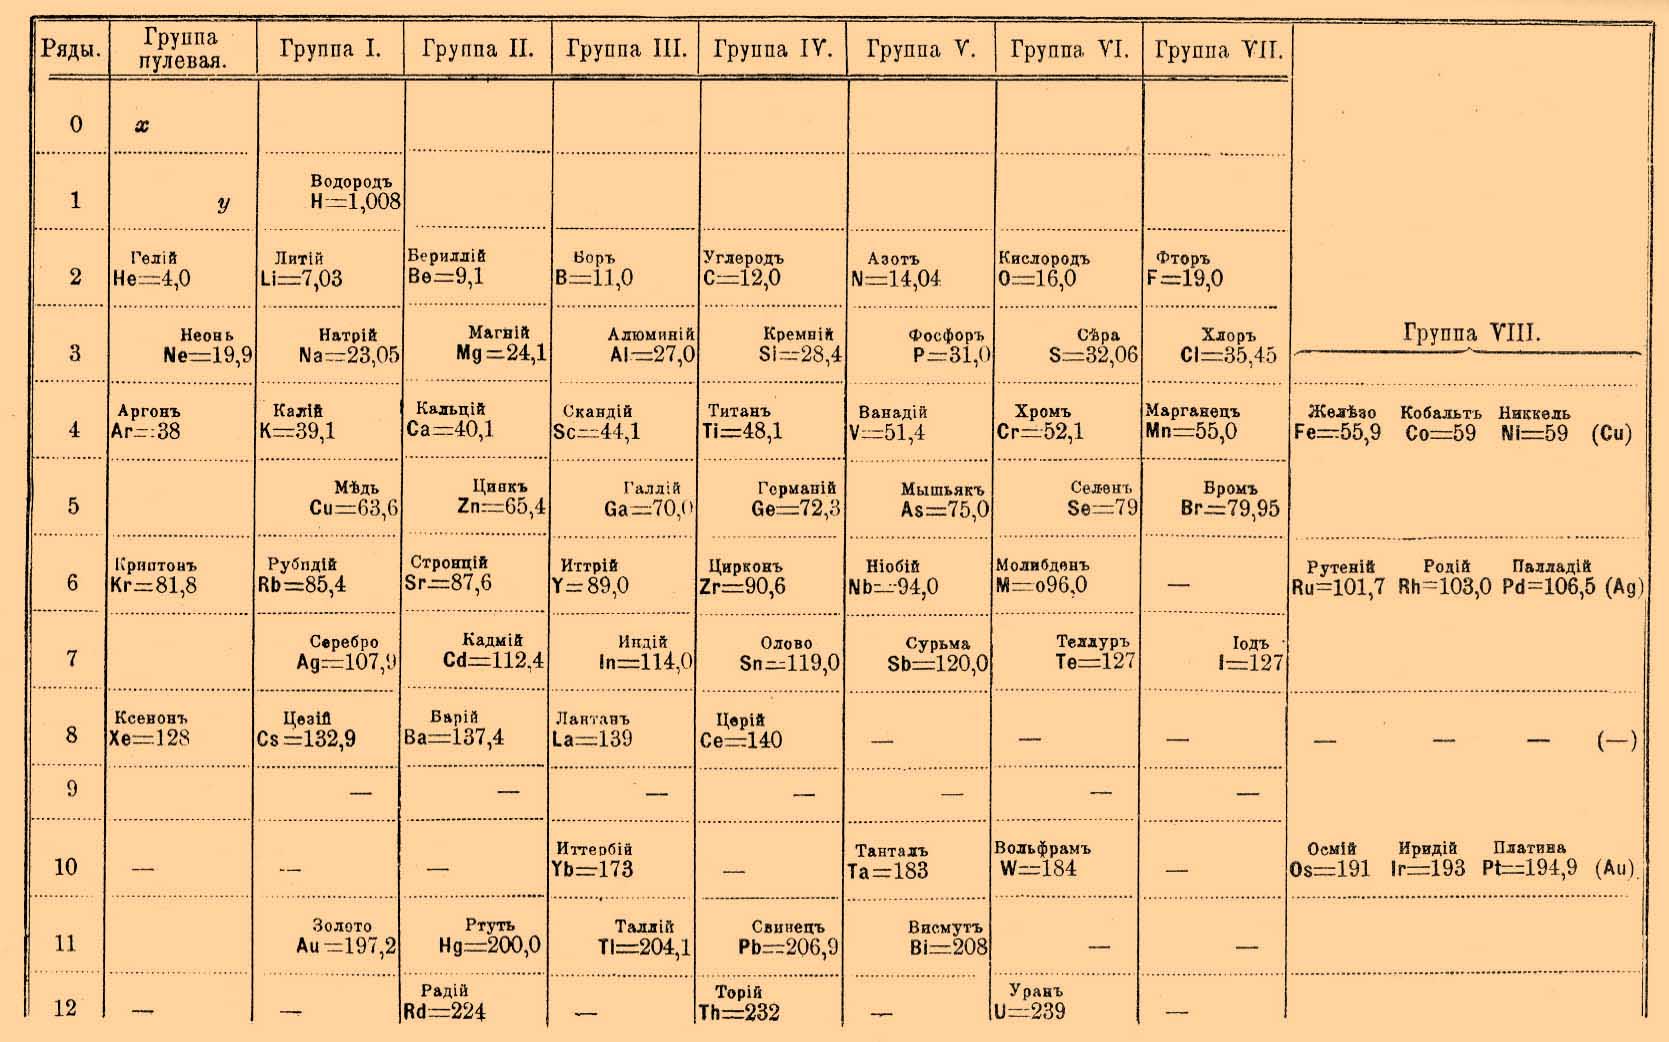 Ряды. Группа нулевая. Группа I. Группа II. Группа III. Группа IV. Группа V. Группа VI. Группа VII.
0 x
1 y Водородъ H=1,008
2 Гелій He=4,0 Литій Li=7,03 Бериллій Be=9,1 Боръ B=11,0 Углеродъ C=12,0 Азотъ N=14,04 Кислородъ O=16,0 Фторъ F=19,0
3 Неонъ Ne=19,9 Натрій Na=23,05 Магній Mg=24,1 Алюминій Al=27,0 Кремній Si=28,4 Фосфоръ P=31,0 Сѣра S=32,06 Хлоръ Cl=35,45 Группа VIII.
4 Аргонъ Ar=38 Калій K=39,1 Кальцій Ca=40,1 Скандій Sc=44,1 Титанъ Ti=48,1 Ванадій V=51,4 Хромъ Cr=52,1 Марганецъ Mn=55,0 Желѣзо Fe=55,9 Кобальтъ Co=59 Никкель Ni=59 (Cu)
5 Мѣдь Cu=63,6 Цинкъ Zn=65,4 Галлій Ga=70,0 Германій Ge=72,3 Мышьякъ As=75,0 Селенъ Se=79 Бромъ Br=79,95
6 Криптонъ Kr=81,8 Рубидій Rb=85,4 Стронцій Sr=87,6 Иттрій Y=89,0 Цирконъ Zr=90,6 Ніобій Nb=94,0 Молибденъ M=o96,0 — Рутеній Ru=101,7 Родій Rh=103,0 Палладій Pd=106,5 (Ag)
7 Серебро Ag=107,9 Кадмій Cd=112,4 Индій In=114,0 Олово Sn=119,0 Сурьма Sb=120,0 Теллуръ Te=127 Іодъ I=127
8 Ксенонъ Xe=128 Цезій Cs=132,9 Барій Ba=137,4 Лантанъ La=139 Церій Ce=140 — — — — — — (—)
9 — — — — — — —
10 — — — Иттербій Yb=173 — Танталъ Ta=183 Вольфрамъ W=184 — Осмій Os=191 Иридій Ir=193 Платина Pt=194,9 (Au).
11 Золото Au=197,2 Ртуть Hg=200,0 Таллій Tl=204,1 Свинецъ Pb=206,9 Висмутъ Bi=208 — —
12 — — Радій Rd=224 — Торій Th=232 — Уранъ U=239 —